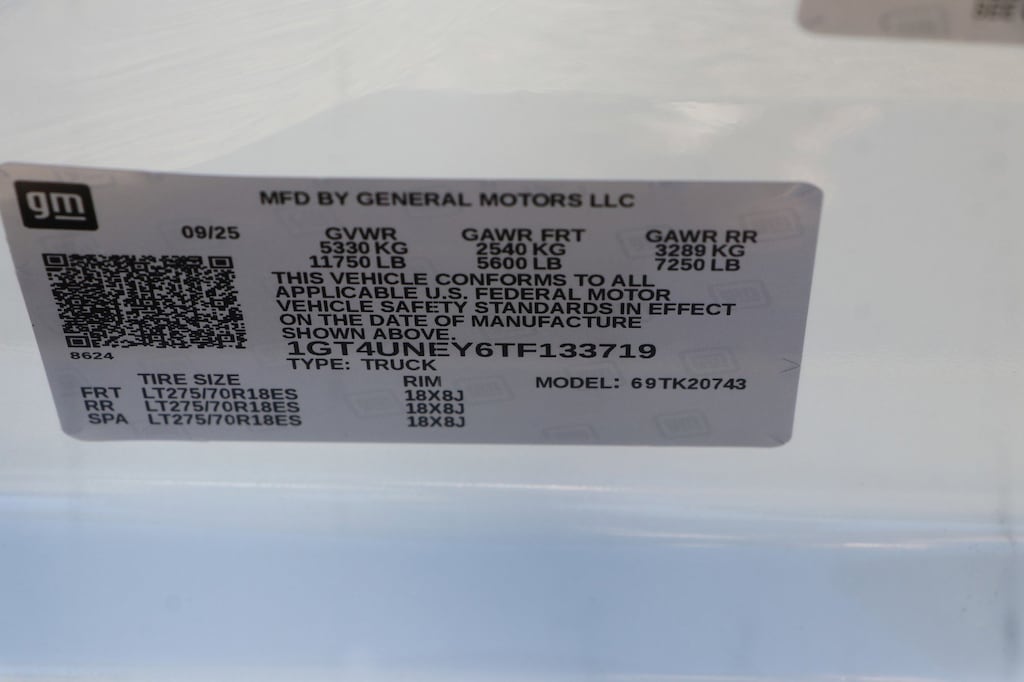 gm
MFD BY GENERAL MOTORS LLC
09/25 GVWR GAWR FRT GAWR RR
5330 KG 2540 KG 3289 KG
11750 LB 5600 LB 7250 LB
THIS VEHICLE CONFORMS TO ALL
APPLICABLE U.S. FEDERAL MOTOR
VEHICLE SAFETY STANDARDS IN EFFECT
ON THE DATE OF MANUFACTURE
SHOWN ABOVE.
8624
1GT4UNEY6TF133719
TYPE: TRUCK
TIRE SIZE RIM MODEL: 69TK20743
FRT LT275/70R18ES 18X8J
RR LT275/70R18ES 18X8J
SPA LT275/70R18ES 18X8J